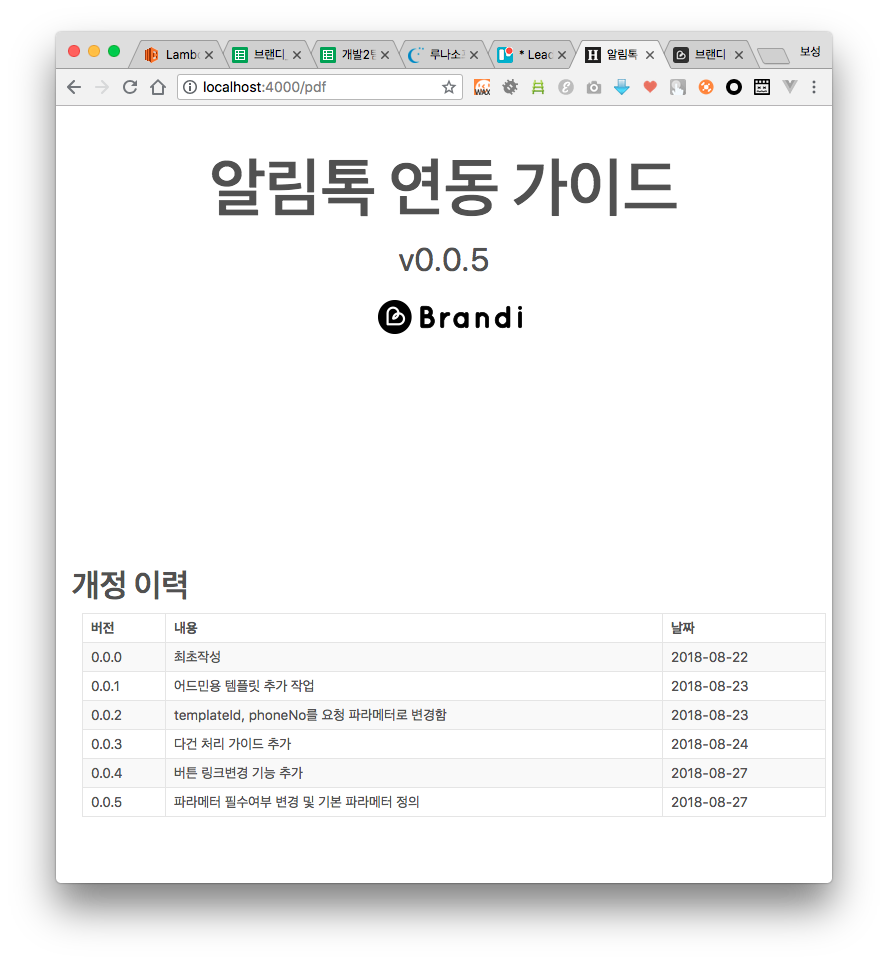 Lamb
브랜디
개발2팀
루나소
* Lead
알림톡
브랜디
보성
localhost:4000/pdf
알림톡 연동 가이드
v0.0.5
Brandi
개정 이력
버전 내용 날짜
0.0.0 최초작성 2018-08-22
0.0.1 어드민용 템플릿 추가 작업 2018-08-23
0.0.2 templateId, phoneNo를 요청 파라메터로 변경함 2018-08-23
0.0.3 다건 처리 가이드 추가 2018-08-24
0.0.4 버튼 링크변경 기능 추가 2018-08-27
0.0.5 파라메터 필수여부 변경 및 기본 파라메터 정의 2018-08-27